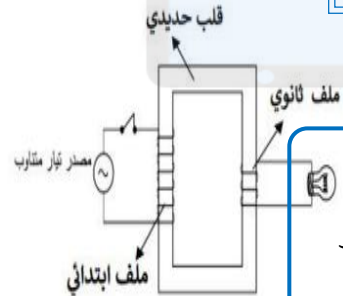 قلب حديدي
ملف ثانوي
مصدر تيار متناوب
ملف ابتدائي